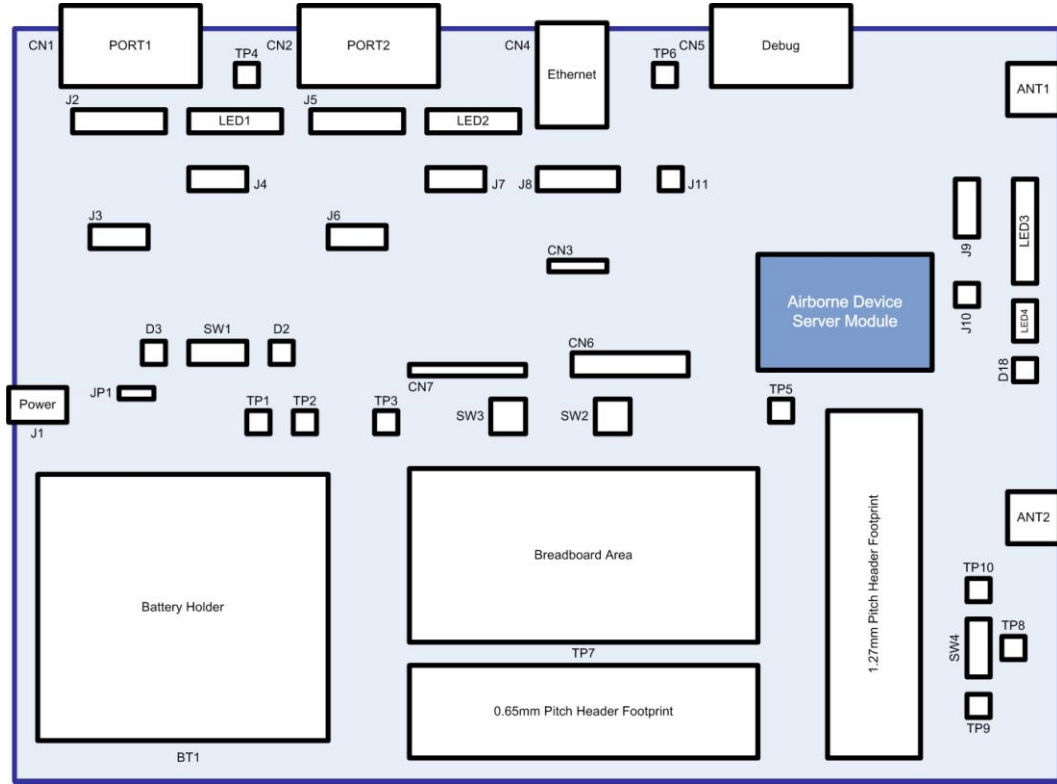 CN1
PORT1
TP4
CN2
PORT2
CN4
Ethernet
TP6
CN5
Debug
ANT1
J2
LED1
J5
LED2
J4
J7
J8
J11
J3
J6
CN3
J9
LED3
Airborne Device
Server Module
J10
LED4
D3
SW1
D2
CN6
CN7
D18
JP1
Power
J1
TP1
TP2
TP3
SW3
SW2
TP5
Battery Holder
BT1
Breadboard Area
TP7
0.65mm Pitch Header Footprint
1.27mm Pitch Header Footprint
ANT2
TP10
SW4
TP8
TP9